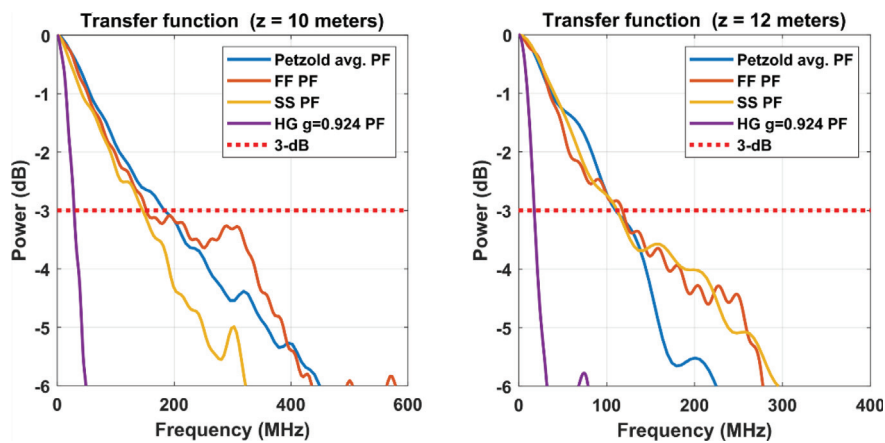 Transfer function (z = 10 meters)
0
-1
-2
-3
-4
-5
-6
Power (dB)
Petzold avg. PF
FF PF
SS PF
HG g=0.924 PF
3-dB
0
200
400
600
Frequency (MHz)
Transfer function (z = 12 meters)
0
-1
-2
-3
-4
-5
-6
Power (dB)
Petzold avg. PF
FF PF
SS PF
HG g=0.924 PF
3-dB
0
100
200
300
400
Frequency (MHz)